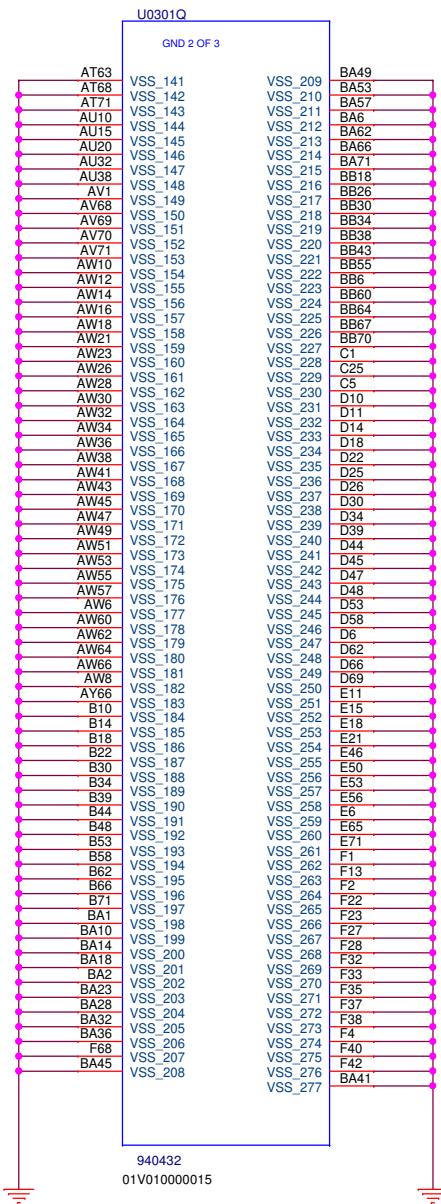 U0301Q
GND 2 OF 3
AT63 VSS_141 VSS_209 BA49
AT68 VSS_142 VSS_210 BA53
AT71 VSS_143 VSS_211 BA57
AU10 VSS_144 VSS_212 BA6
AU15 VSS_145 VSS_213 BA62
AU20 VSS_146 VSS_214 BA66
AU32 VSS_147 VSS_215 BA71
AU38 VSS_148 VSS_216 BB18
AV1 VSS_149 VSS_217 BB26
AV68 VSS_150 VSS_218 BB30
AV69 VSS_151 VSS_219 BB34
AV70 VSS_152 VSS_220 BB38
AV71 VSS_153 VSS_221 BB43
AW10 VSS_154 VSS_222 BB55
AW12 VSS_155 VSS_223 BB6
AW14 VSS_156 VSS_224 BB60
AW16 VSS_157 VSS_225 BB64
AW18 VSS_158 VSS_226 BB67
AW21 VSS_159 VSS_227 BB70
AW23 VSS_160 VSS_228 C1
AW26 VSS_161 VSS_229 C25
AW28 VSS_162 VSS_230 C5
AW30 VSS_163 VSS_231 D10
AW32 VSS_164 VSS_232 D11
AW34 VSS_165 VSS_233 D14
AW36 VSS_166 VSS_234 D18
AW38 VSS_167 VSS_235 D22
AW41 VSS_168 VSS_236 D25
AW43 VSS_169 VSS_237 D26
AW45 VSS_170 VSS_238 D30
AW47 VSS_171 VSS_239 D34
AW49 VSS_172 VSS_240 D39
AW51 VSS_173 VSS_241 D44
AW53 VSS_174 VSS_242 D45
AW55 VSS_175 VSS_243 D47
AW57 VSS_176 VSS_244 D48
AW6 VSS_177 VSS_245 D53
AW60 VSS_178 VSS_246 D58
AW62 VSS_179 VSS_247 D6
AW64 VSS_180 VSS_248 D62
AW66 VSS_181 VSS_249 D66
AW8 VSS_182 VSS_250 D69
AY66 VSS_183 VSS_251 E11
B10 VSS_184 VSS_252 E15
B14 VSS_185 VSS_253 E18
B18 VSS_186 VSS_254 E21
B22 VSS_187 VSS_255 E46
B30 VSS_188 VSS_256 E50
B34 VSS_189 VSS_257 E53
B39 VSS_190 VSS_258 E56
B44 VSS_191 VSS_259 E6
B48 VSS_192 VSS_260 E65
B53 VSS_193 VSS_261 E71
B58 VSS_194 VSS_262 F1
B62 VSS_195 VSS_263 F13
B66 VSS_196 VSS_264 F2
B71 VSS_197 VSS_265 F22
BA1 VSS_198 VSS_266 F23
BA10 VSS_199 VSS_267 F27
BA14 VSS_200 VSS_268 F28
BA18 VSS_201 VSS_269 F32
BA2 VSS_202 VSS_270 F33
BA23 VSS_203 VSS_271 F35
BA28 VSS_204 VSS_272 F37
BA32 VSS_205 VSS_273 F38
BA36 VSS_206 VSS_274 F4
F68 VSS_207 VSS_275 F40
BA45 VSS_208 VSS_276 F42
VSS_277 BA41
940432
01V010000015